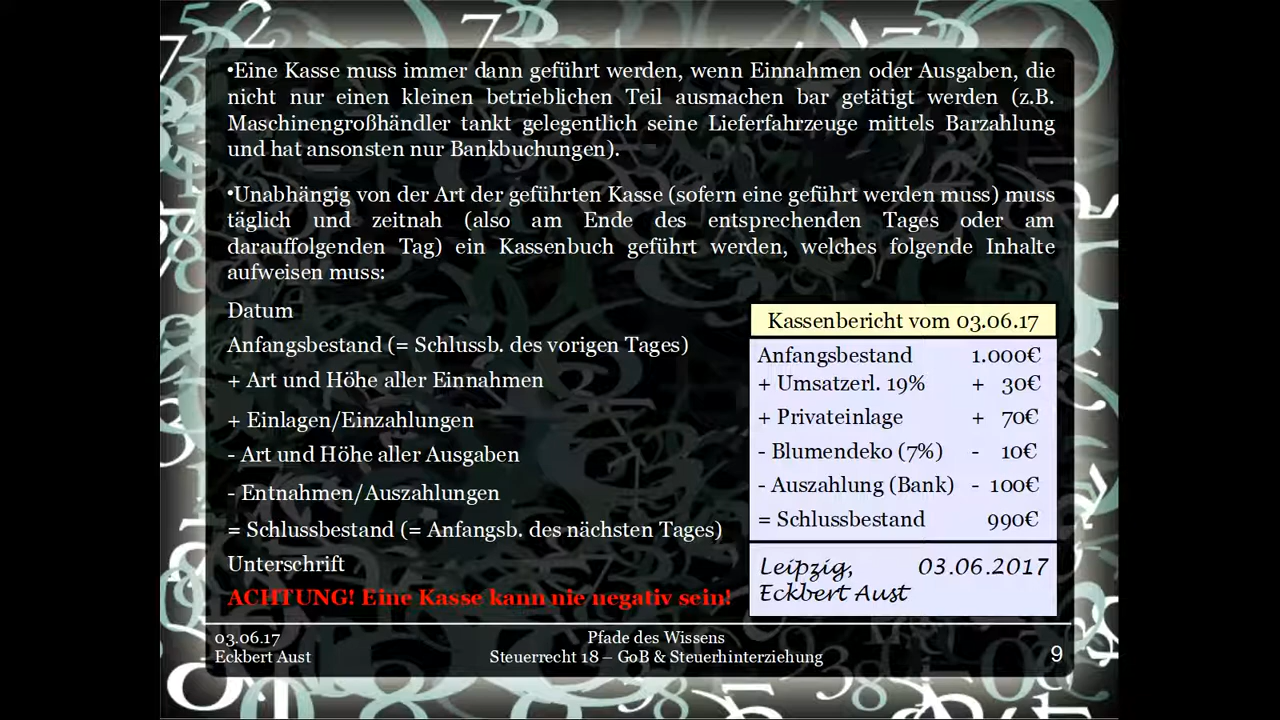 •Eine Kasse muss immer dann geführt werden, wenn Einnahmen oder Ausgaben, die
nicht nur einen kleinen betrieblichen Teil ausmachen bar getätigt werden (z.B.
Maschinengroßhändler tankt gelegentlich seine Lieferfahrzeuge mittels Barzahlung
und hat ansonsten nur Bankbuchungen).
•Unabhängig von der Art der geführten Kasse (sofern eine geführt werden muss) muss
täglich und zeitnah (also am Ende des entsprechenden Tages oder am
darauffolgenden Tag) ein Kassenbuch geführt werden, welches folgende Inhalte
aufweisen muss:
Datum
Anfangsbestand (= Schlussb. des vorigen Tages)
+ Art und Höhe aller Einnahmen
+ Einlagen/Einzahlungen
- Art und Höhe aller Ausgaben
- Entnahmen/Auszahlungen
= Schlussbestand (= Anfangsb. des nächsten Tages)
Unterschrift
ACHTUNG! Eine Kasse kann nie negativ sein!
Kassenbericht vom 03.06.17
Anfangsbestand 1.000€
+ Umsatzerl. 19% + 30€
+ Privateinlage + 70€
- Blumendeko (7%) - 10€
- Auszahlung (Bank) - 100€
= Schlussbestand 990€
Leipzig, 03.06.2017
Eckbert Aust
03.06.17
Eckbert Aust
Pfade des Wissens
Steuerrecht 18 – GoB & Steuerhinterziehung
9